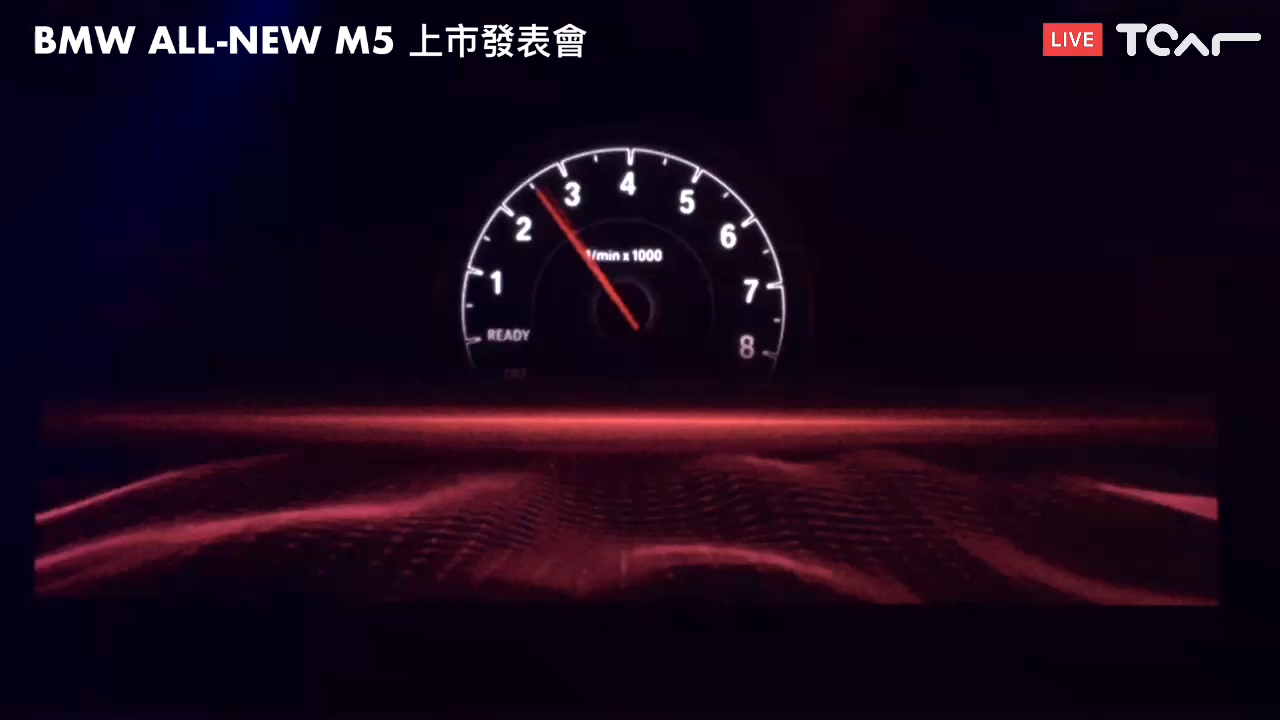 BMW ALL-NEW M5 上市發表會
LIVE TCar
4
3
5
2
6
1/min x 1000
1
7
READY
8
OFF